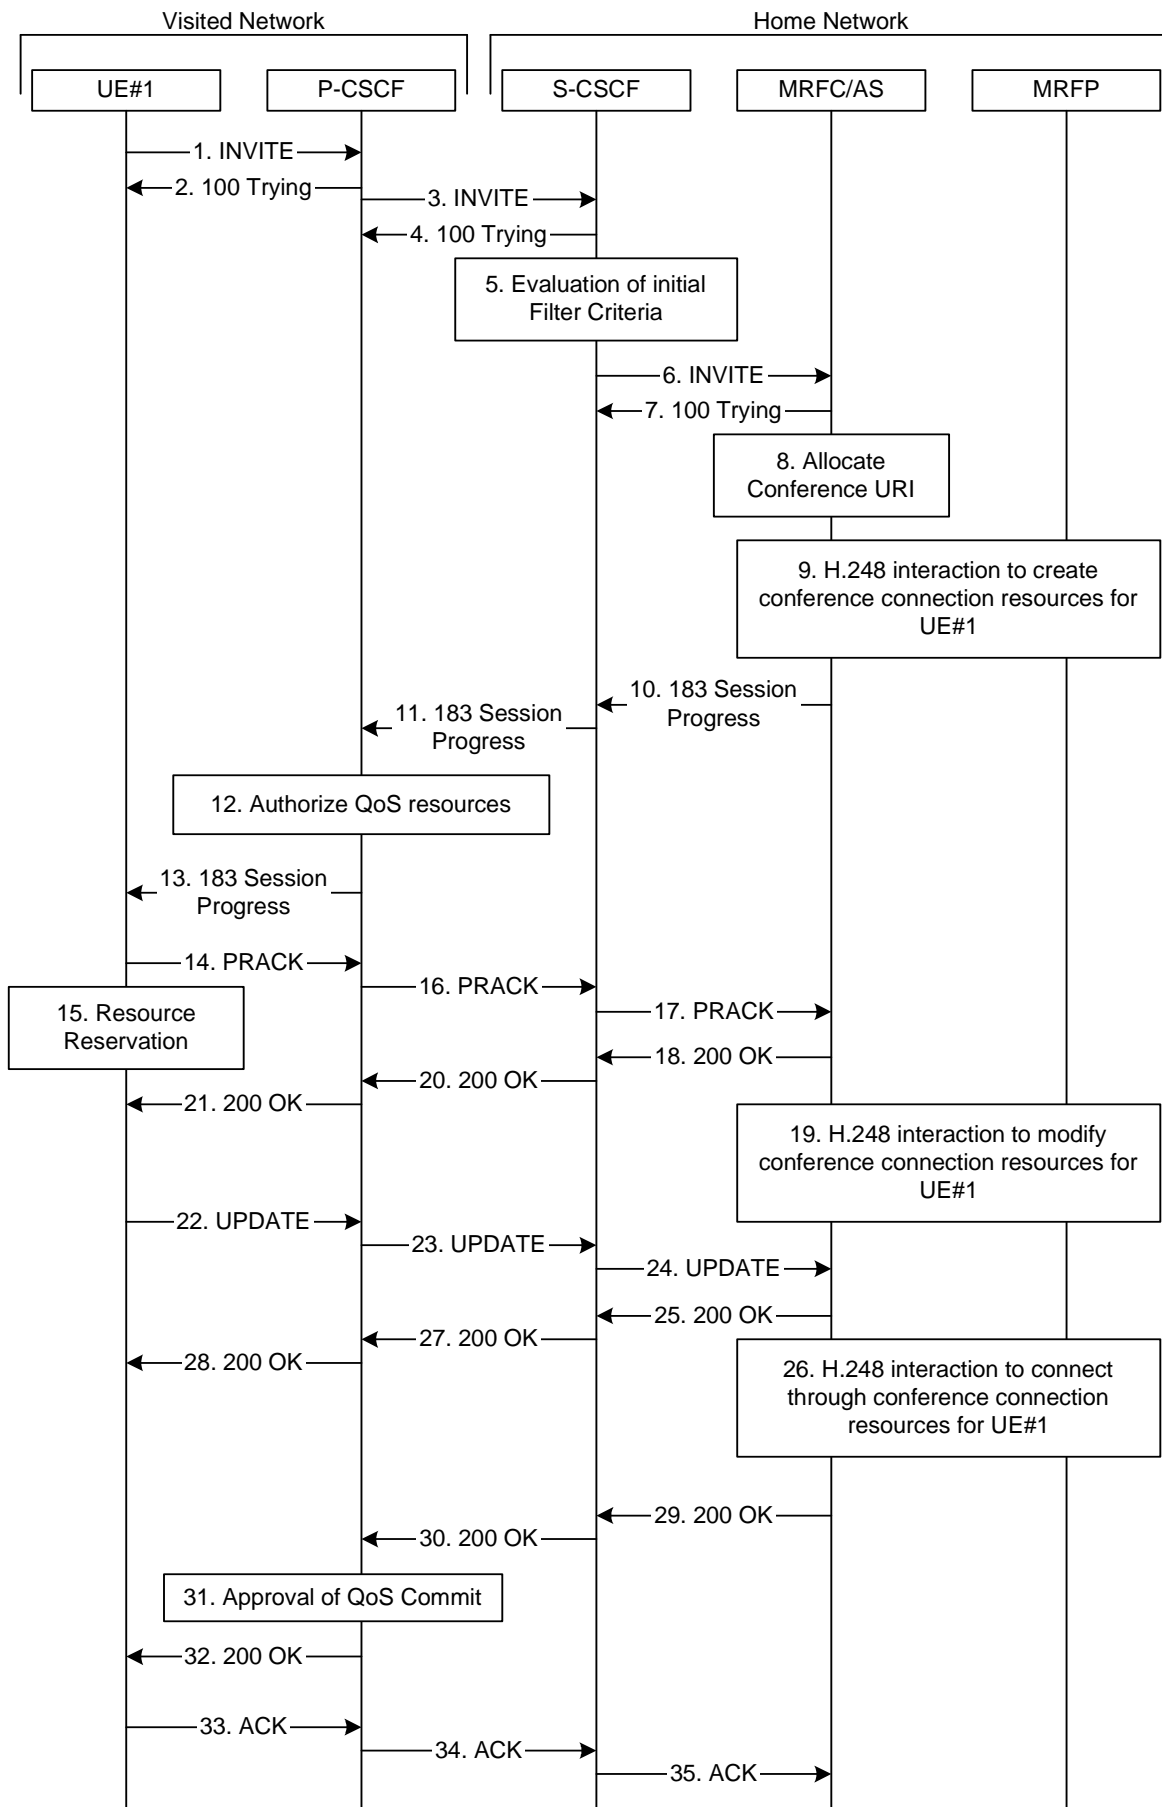 Visited Network
Home Network
UE#1
P-CSCF
S-CSCF
MRFC/AS
MRFP
1. INVITE
2. 100 Trying
3. INVITE
4. 100 Trying
5. Evaluation of initial
Filter Criteria
6. INVITE
7. 100 Trying
8. Allocate
Conference URI
9. H.248 interaction to create
conference connection resources for
UE#1
10. 183 Session
Progress
11. 183 Session
Progress
12. Authorize QoS resources
13. 183 Session
Progress
14. PRACK
15. Resource
Reservation
16. PRACK
17. PRACK
18. 200 OK
20. 200 OK
21. 200 OK
19. H.248 interaction to modify
conference connection resources for
UE#1
22. UPDATE
23. UPDATE
24. UPDATE
25. 200 OK
27. 200 OK
28. 200 OK
26. H.248 interaction to connect
through conference connection
resources for UE#1
29. 200 OK
30. 200 OK
31. Approval of QoS Commit
32. 200 OK
33. ACK
34. ACK
35. ACK